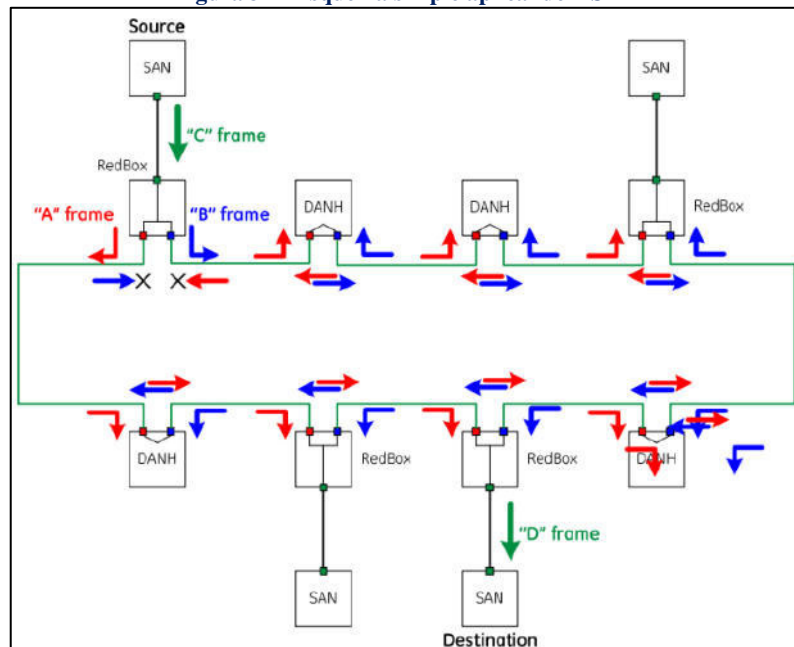 Source
SAN
SAN
"C" frame
RedBox
"A" frame
"B" frame
DANH
DANH
RedBox
DANH
RedBox
RedBox
DANH
"D" frame
SAN
SAN
Destination